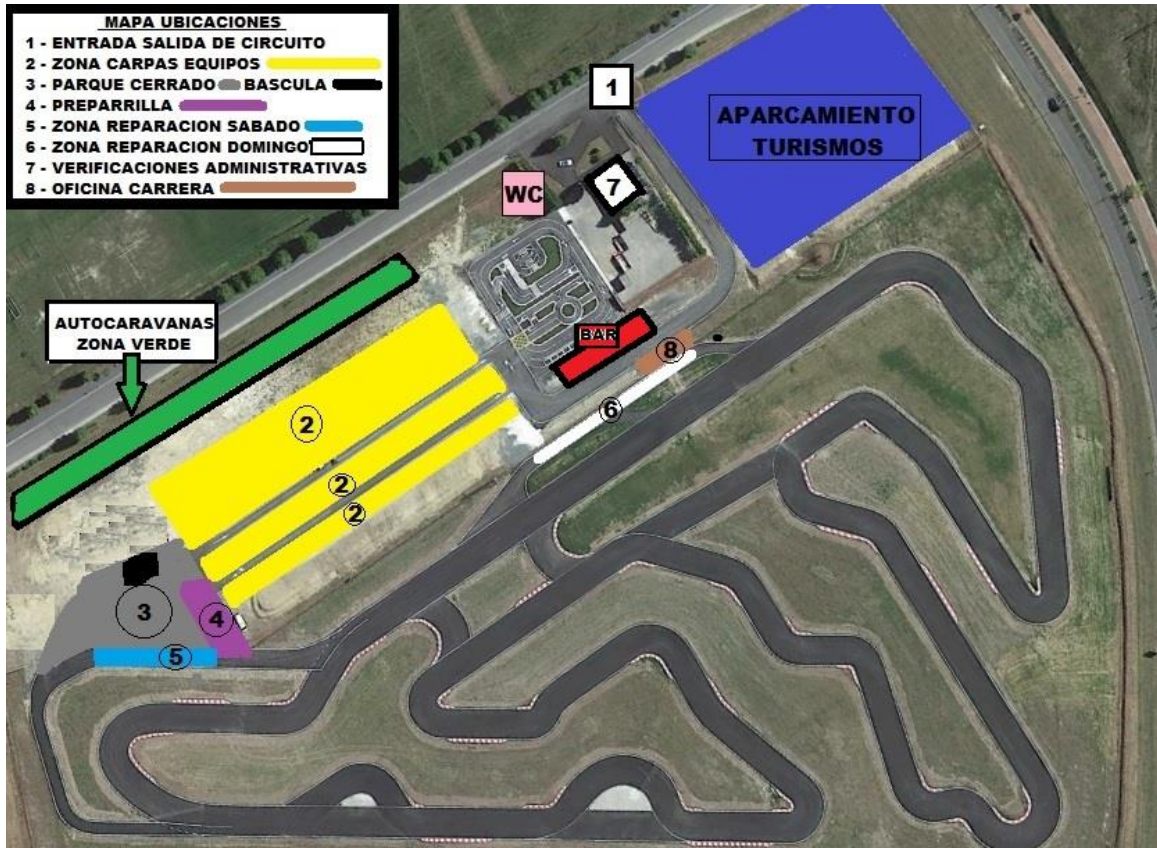 MAPA UBICACIONES
1 - ENTRADA SALIDA DE CIRCUITO
2 - ZONA CARPAS EQUIPOS
3 - PARQUE CERRADO BASCULA
4 - PREPARRILLA
5 - ZONA REPARACION SABADO
6 - ZONA REPARACION DOMINGO
7 - VERIFICACIONES ADMINISTRATIVAS
8 - OFICINA CARRERA
1
APARCAMIENTO
TURISMOS
WC
7
AUTOCARAVANAS
ZONA VERDE
BAR
8
6
2
2
2
3
4
5